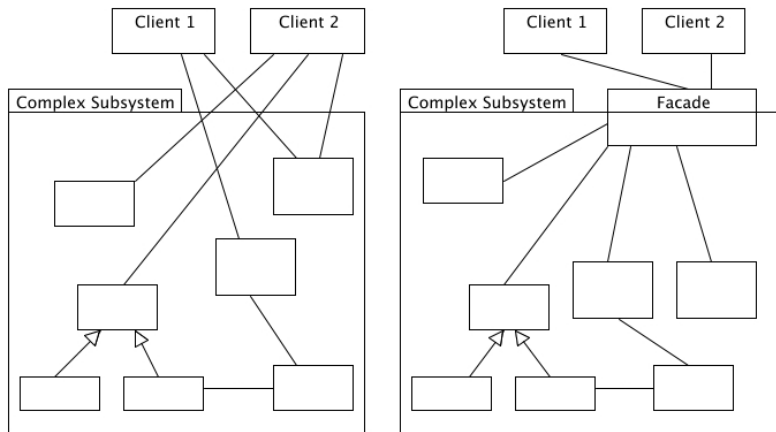 Client 1
Client 2
Complex Subsystem
Client 1
Client 2
Complex Subsystem
Facade